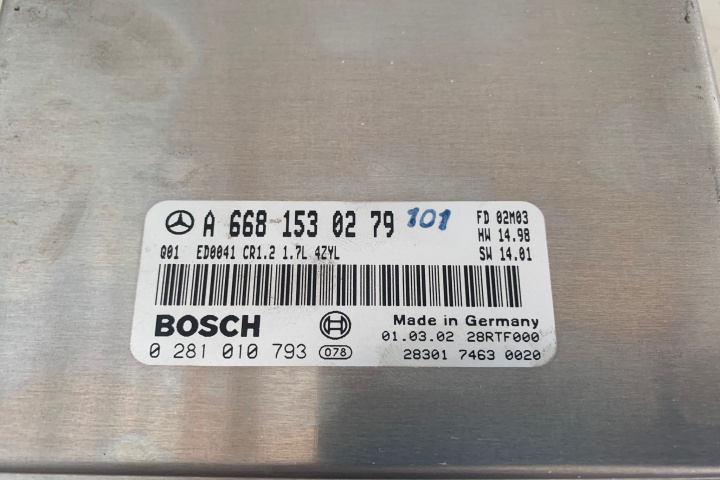 A 668 153 02 79 101
FD 02M03
HW 14.98
Q01 ED0041 CR1.2 1.7L 4ZYL
SW 14.01
BOSCH
Made in Germany
01.03.02 28RTF000
0 281 010 793 078
28301 7463 0020